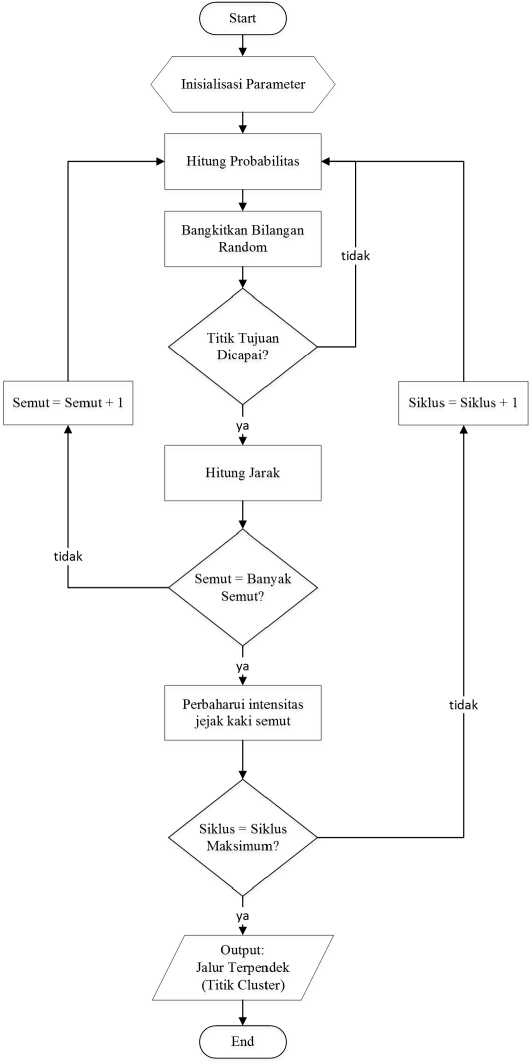 Start
Inisialisasi Parameter
Hitung Probabilitas
Bangkitkan Bilangan
Random
tidak
Titik Tujuan
Dicapai?
Semut = Semut + 1
Siklus = Siklus + 1
ya
Hitung Jarak
tidak
Semut = Banyak
Semut?
ya
Perbaharui intensitas
jejak kaki semut
tidak
Siklus = Siklus
Maksimum?
ya
Output:
Jalur Terpendek
(Titik Cluster)
End